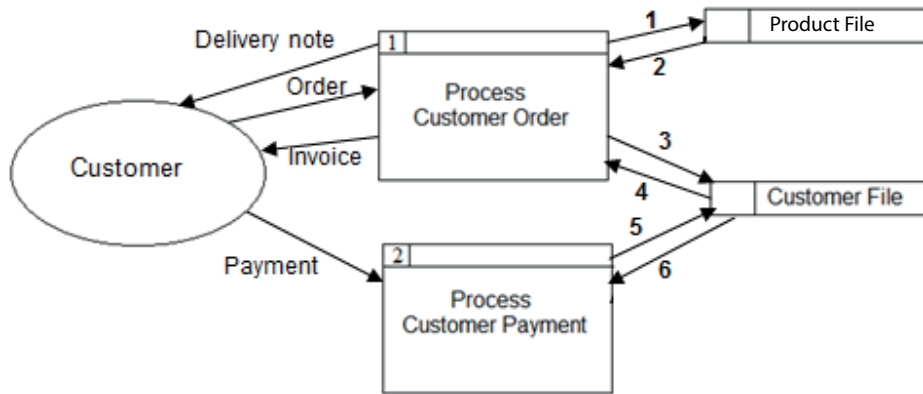 Delivery note
1
1
Product File
2
Order
Process
Customer Order
Invoice
3
Customer
4
Customer File
5
2
6
Payment
Process
Customer Payment